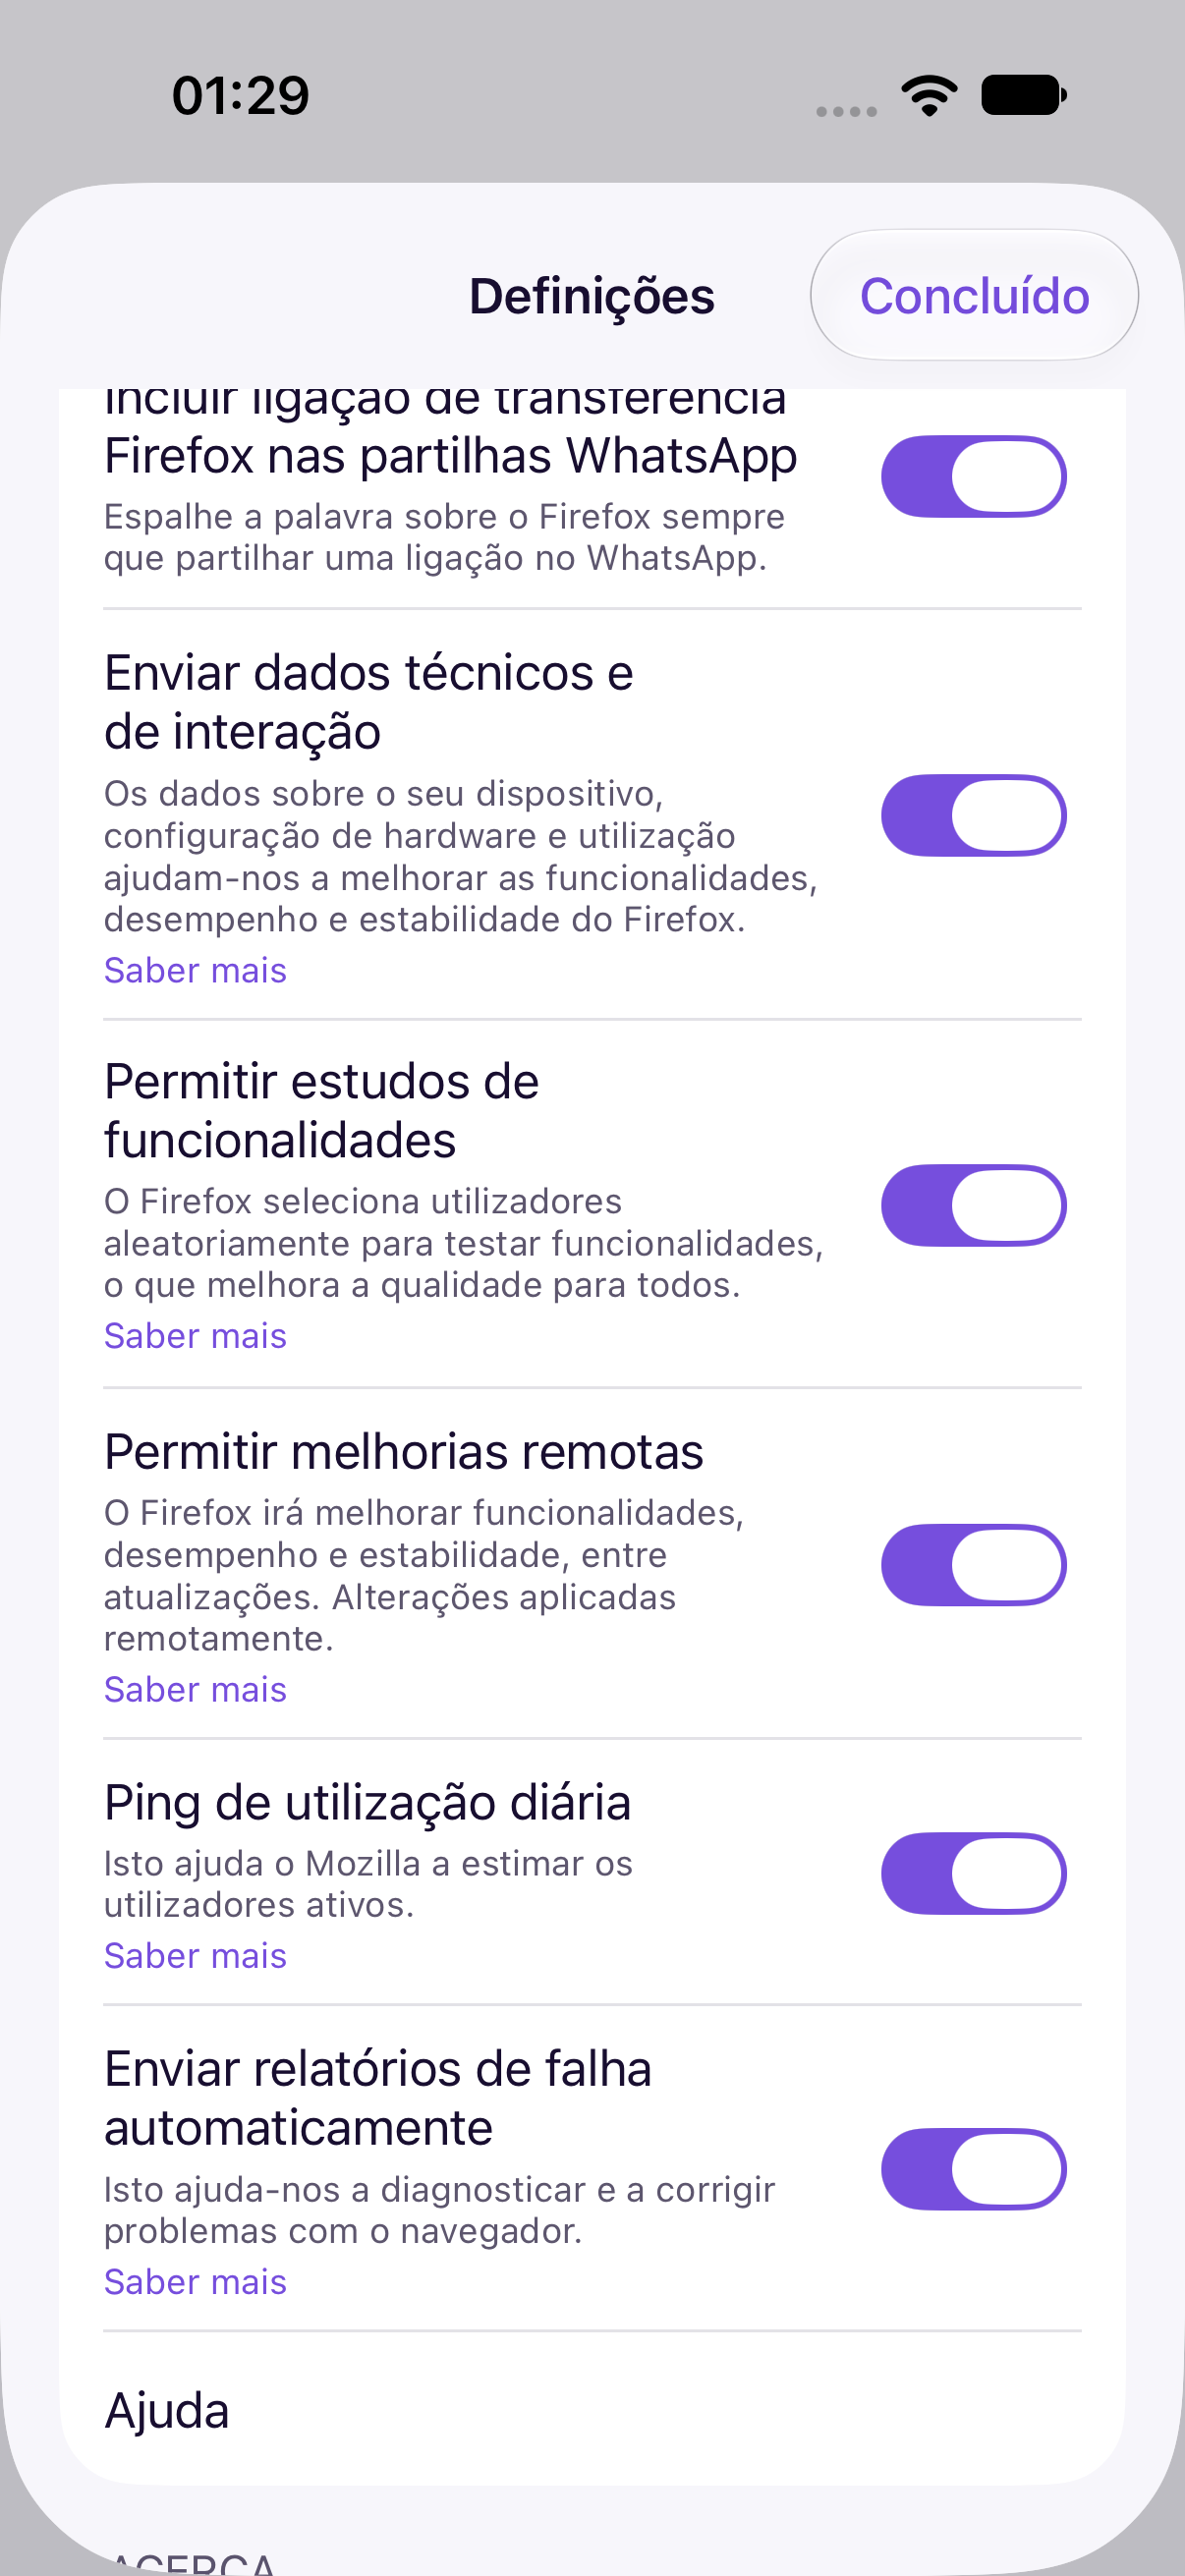 01:29
Definições
Concluído
Incluir ligação de transferência
Firefox nas partilhas WhatsApp
Espalhe a palavra sobre o Firefox sempre
que partilhar uma ligação no WhatsApp.
Enviar dados técnicos e
de interação
Os dados sobre o seu dispositivo,
configuração de hardware e utilização
ajudam-nos a melhorar as funcionalidades,
desempenho e estabilidade do Firefox.
Saber mais
Permitir estudos de
funcionalidades
O Firefox seleciona utilizadores
aleatoriamente para testar funcionalidades,
o que melhora a qualidade para todos.
Saber mais
Permitir melhorias remotas
O Firefox irá melhorar funcionalidades,
desempenho e estabilidade, entre
atualizações. Alterações aplicadas
remotamente.
Saber mais
Ping de utilização diária
Isto ajuda o Mozilla a estimar os
utilizadores ativos.
Saber mais
Enviar relatórios de falha
automaticamente
Isto ajuda-nos a diagnosticar e a corrigir
problemas com o navegador.
Saber mais
Ajuda
ACERCA